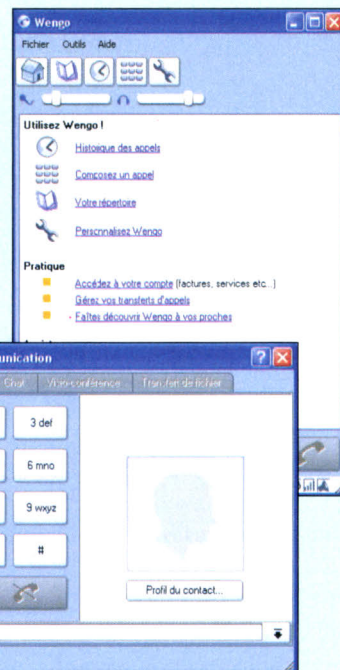 Wengo
Fichier Outils Aide
Utilisez Wengo !
Historique des appels
Composez un appel
Votre répertoire
Personnalisez Wengo
Pratique
Accédez à votre compte (factures, services etc...)
Gérez vos transferts d'appels
Faîtes découvrir Wengo à vos proches
unication
Chat Visio-conférence Transfert de fichier
3 def
6 mno
9 wxyz
#
Profil du contact...